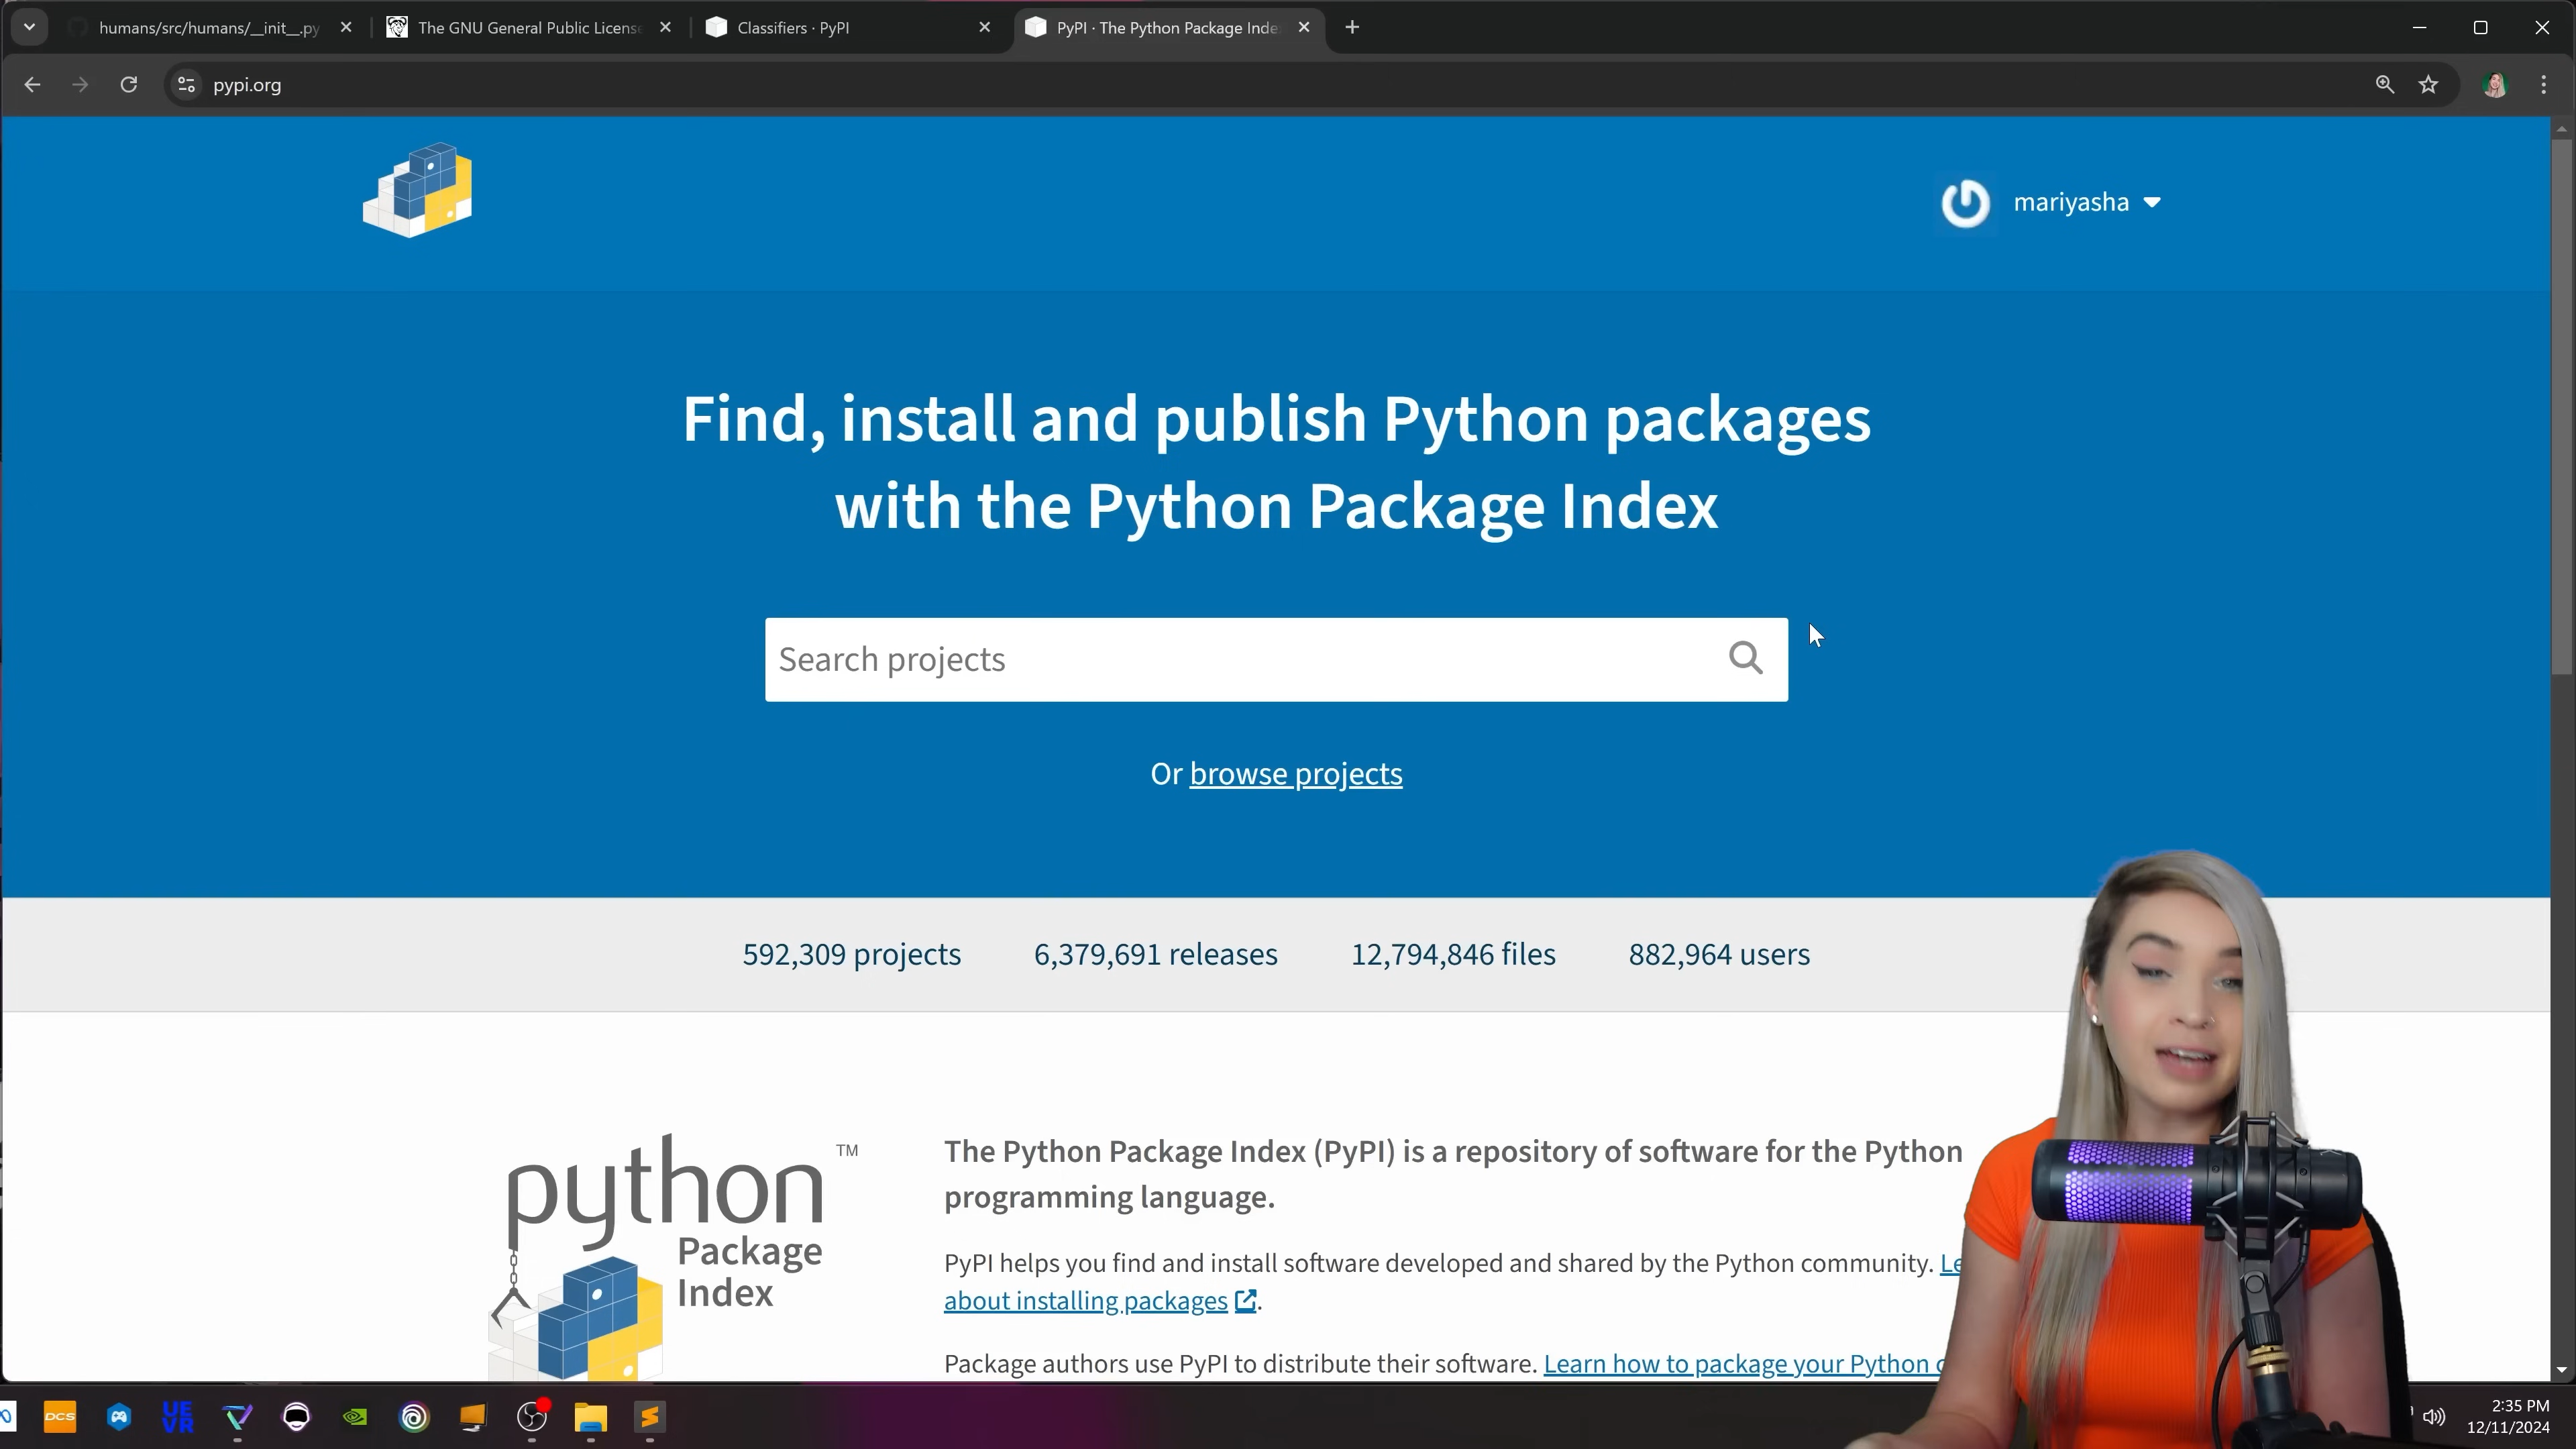 humans/src/humans/__init__.py
The GNU General Public License
Classifiers · PyPI
PyPI · The Python Package Inde
pypi.org
mariyasha
Find, install and publish Python packages
with the Python Package Index
Search projects
Or browse projects
592,309 projects
6,379,691 releases
12,794,846 files
882,964 users
python TM
Package
Index
The Python Package Index (PyPI) is a repository of software for the Python
programming language.
PyPI helps you find and install software developed and shared by the Python community. Le
about installing packages.
Package authors use PyPI to distribute their software. Learn how to package your Python
DCS
UE
VR
2:35 PM
12/11/2024